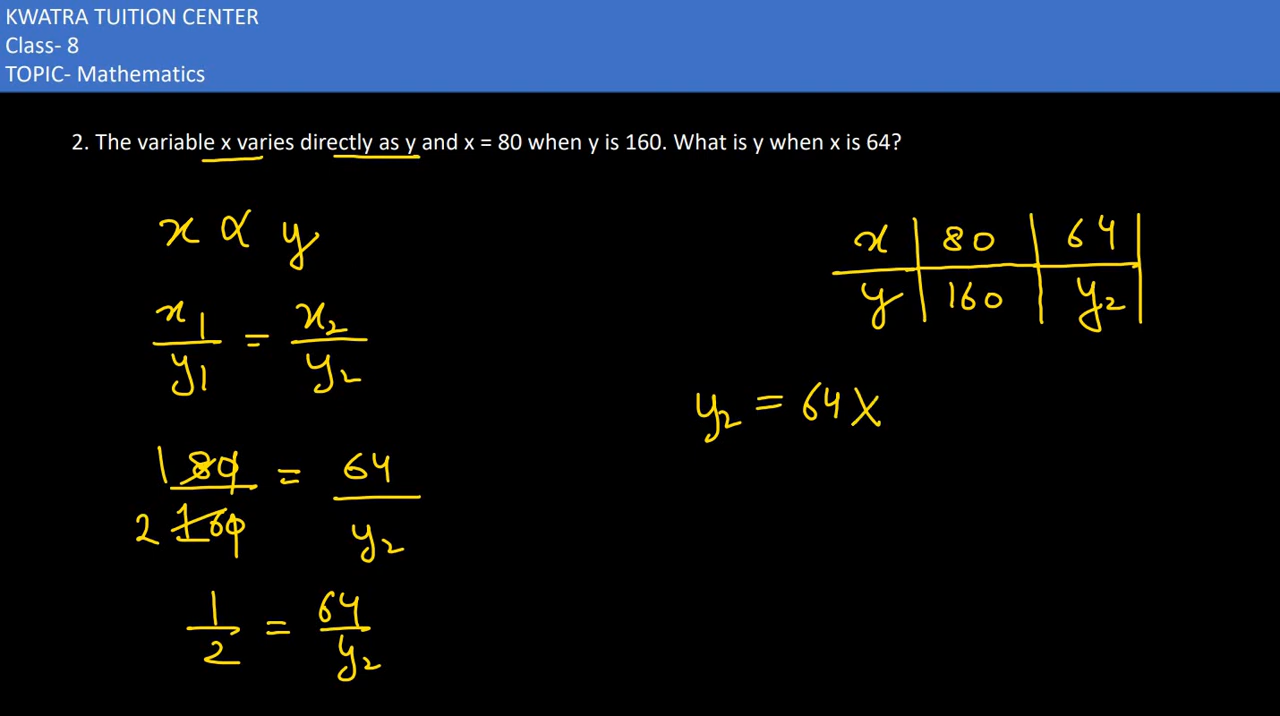 KWATRA TUITION CENTER
Class- 8
TOPIC- Mathematics
2. The variable x varies directly as y and x = 80 when y is 160. What is y when x is 64?
x ∝ y
x1/y1 = x2/y2
1 80/2 160 = 64/y2
1/2 = 64/y2
x | 80 | 64 |
y | 160 | y2 |
y2 = 64 X